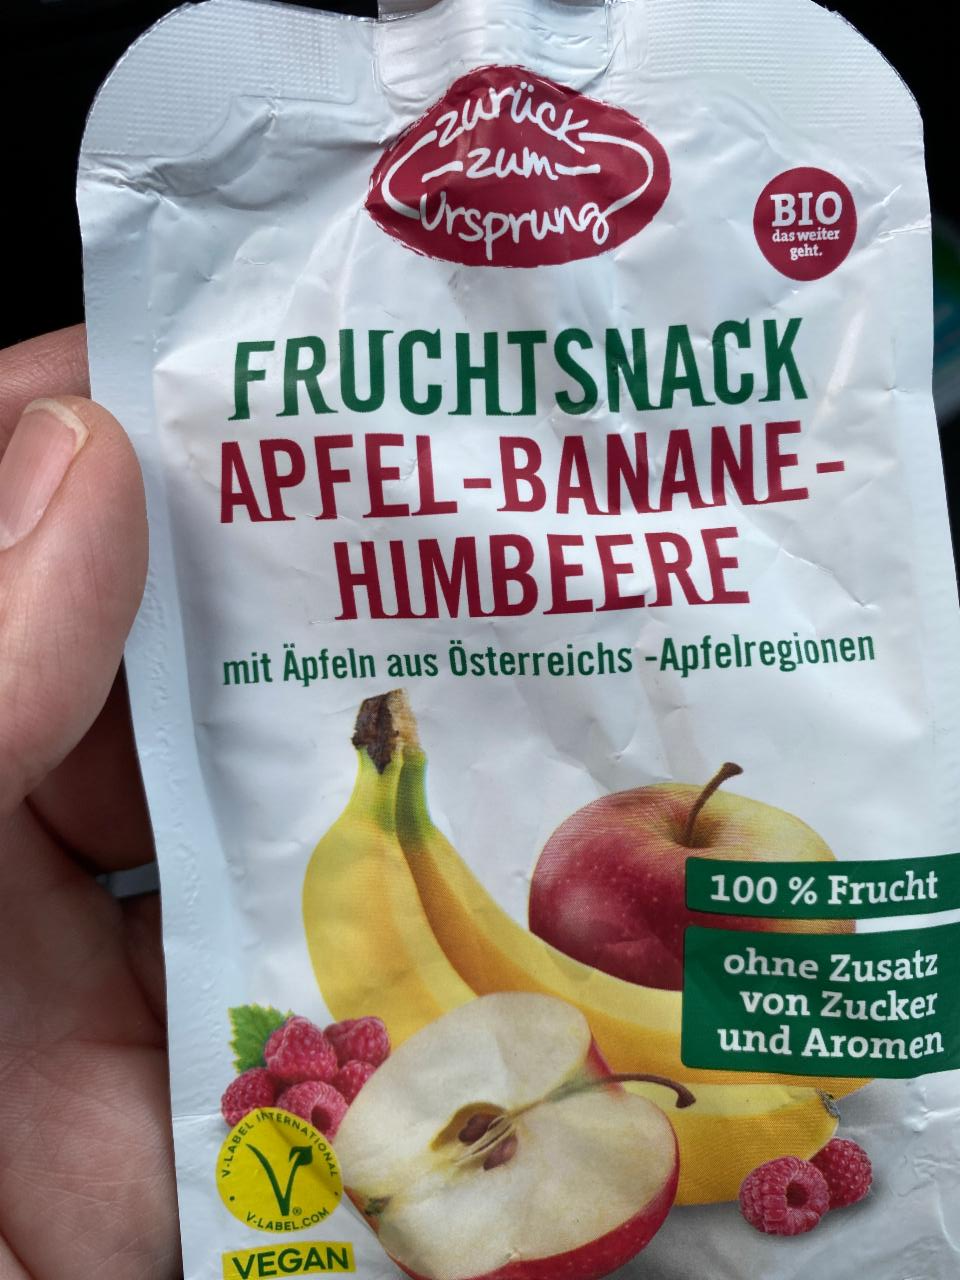 zurück
zum
Ursprung
BIO
das weiter
geht.
FRUCHTSNACK
APFEL-BANANE-
HIMBEERE
mit Äpfeln aus Österreichs -Apfelregionen
100 % Frucht
ohne Zusatz
von Zucker
und Aromen
V-LABEL INTERNATIONAL
V-LABEL.COM
VEGAN